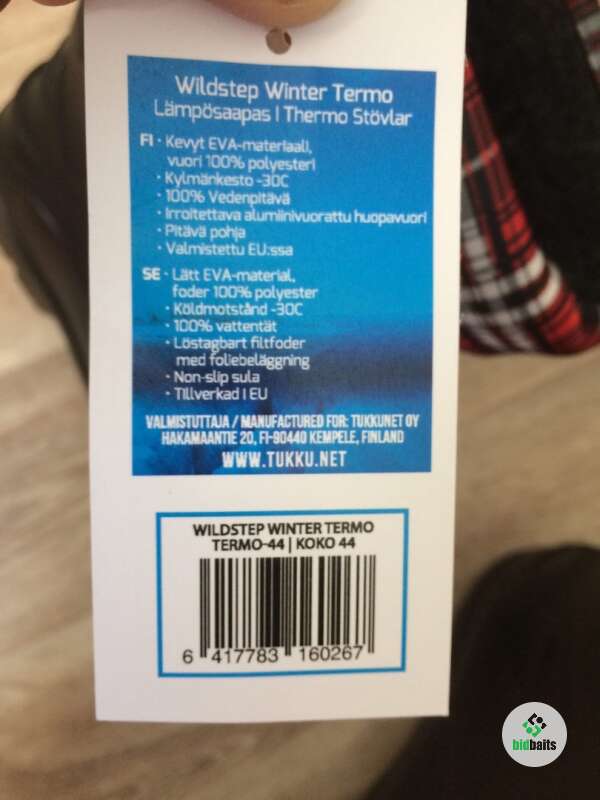 Wildstep Winter Termo
Lämpösaapas | Thermo Stövlar
FI · Kevyt EVA-materiaali,
vuori 100% polyesteri
· Kylmänkesto -30C
· 100% Vedenpitävä
· Irroitettava alumiinivuorattu huopavuori
· Pitävä pohja
· Valmistettu EU:ssa
SE · Lätt EVA-material,
foder 100% polyester
· Köldmotstånd -30C
· 100% vattentät
· Löstagbart filtfoder
med foliebeläggning
· Non-slip sula
· Tillverkad I EU
VALMISTUTTAJA / MANUFACTURED FOR: TUKKUNET OY
HAKAMAANTIE 20, FI-90440 KEMPELE, FINLAND
WWW.TUKKU.NET
WILDSTEP WINTER TERMO
TERMO-44 | KOKO 44
6 417783 160267
bidbaits